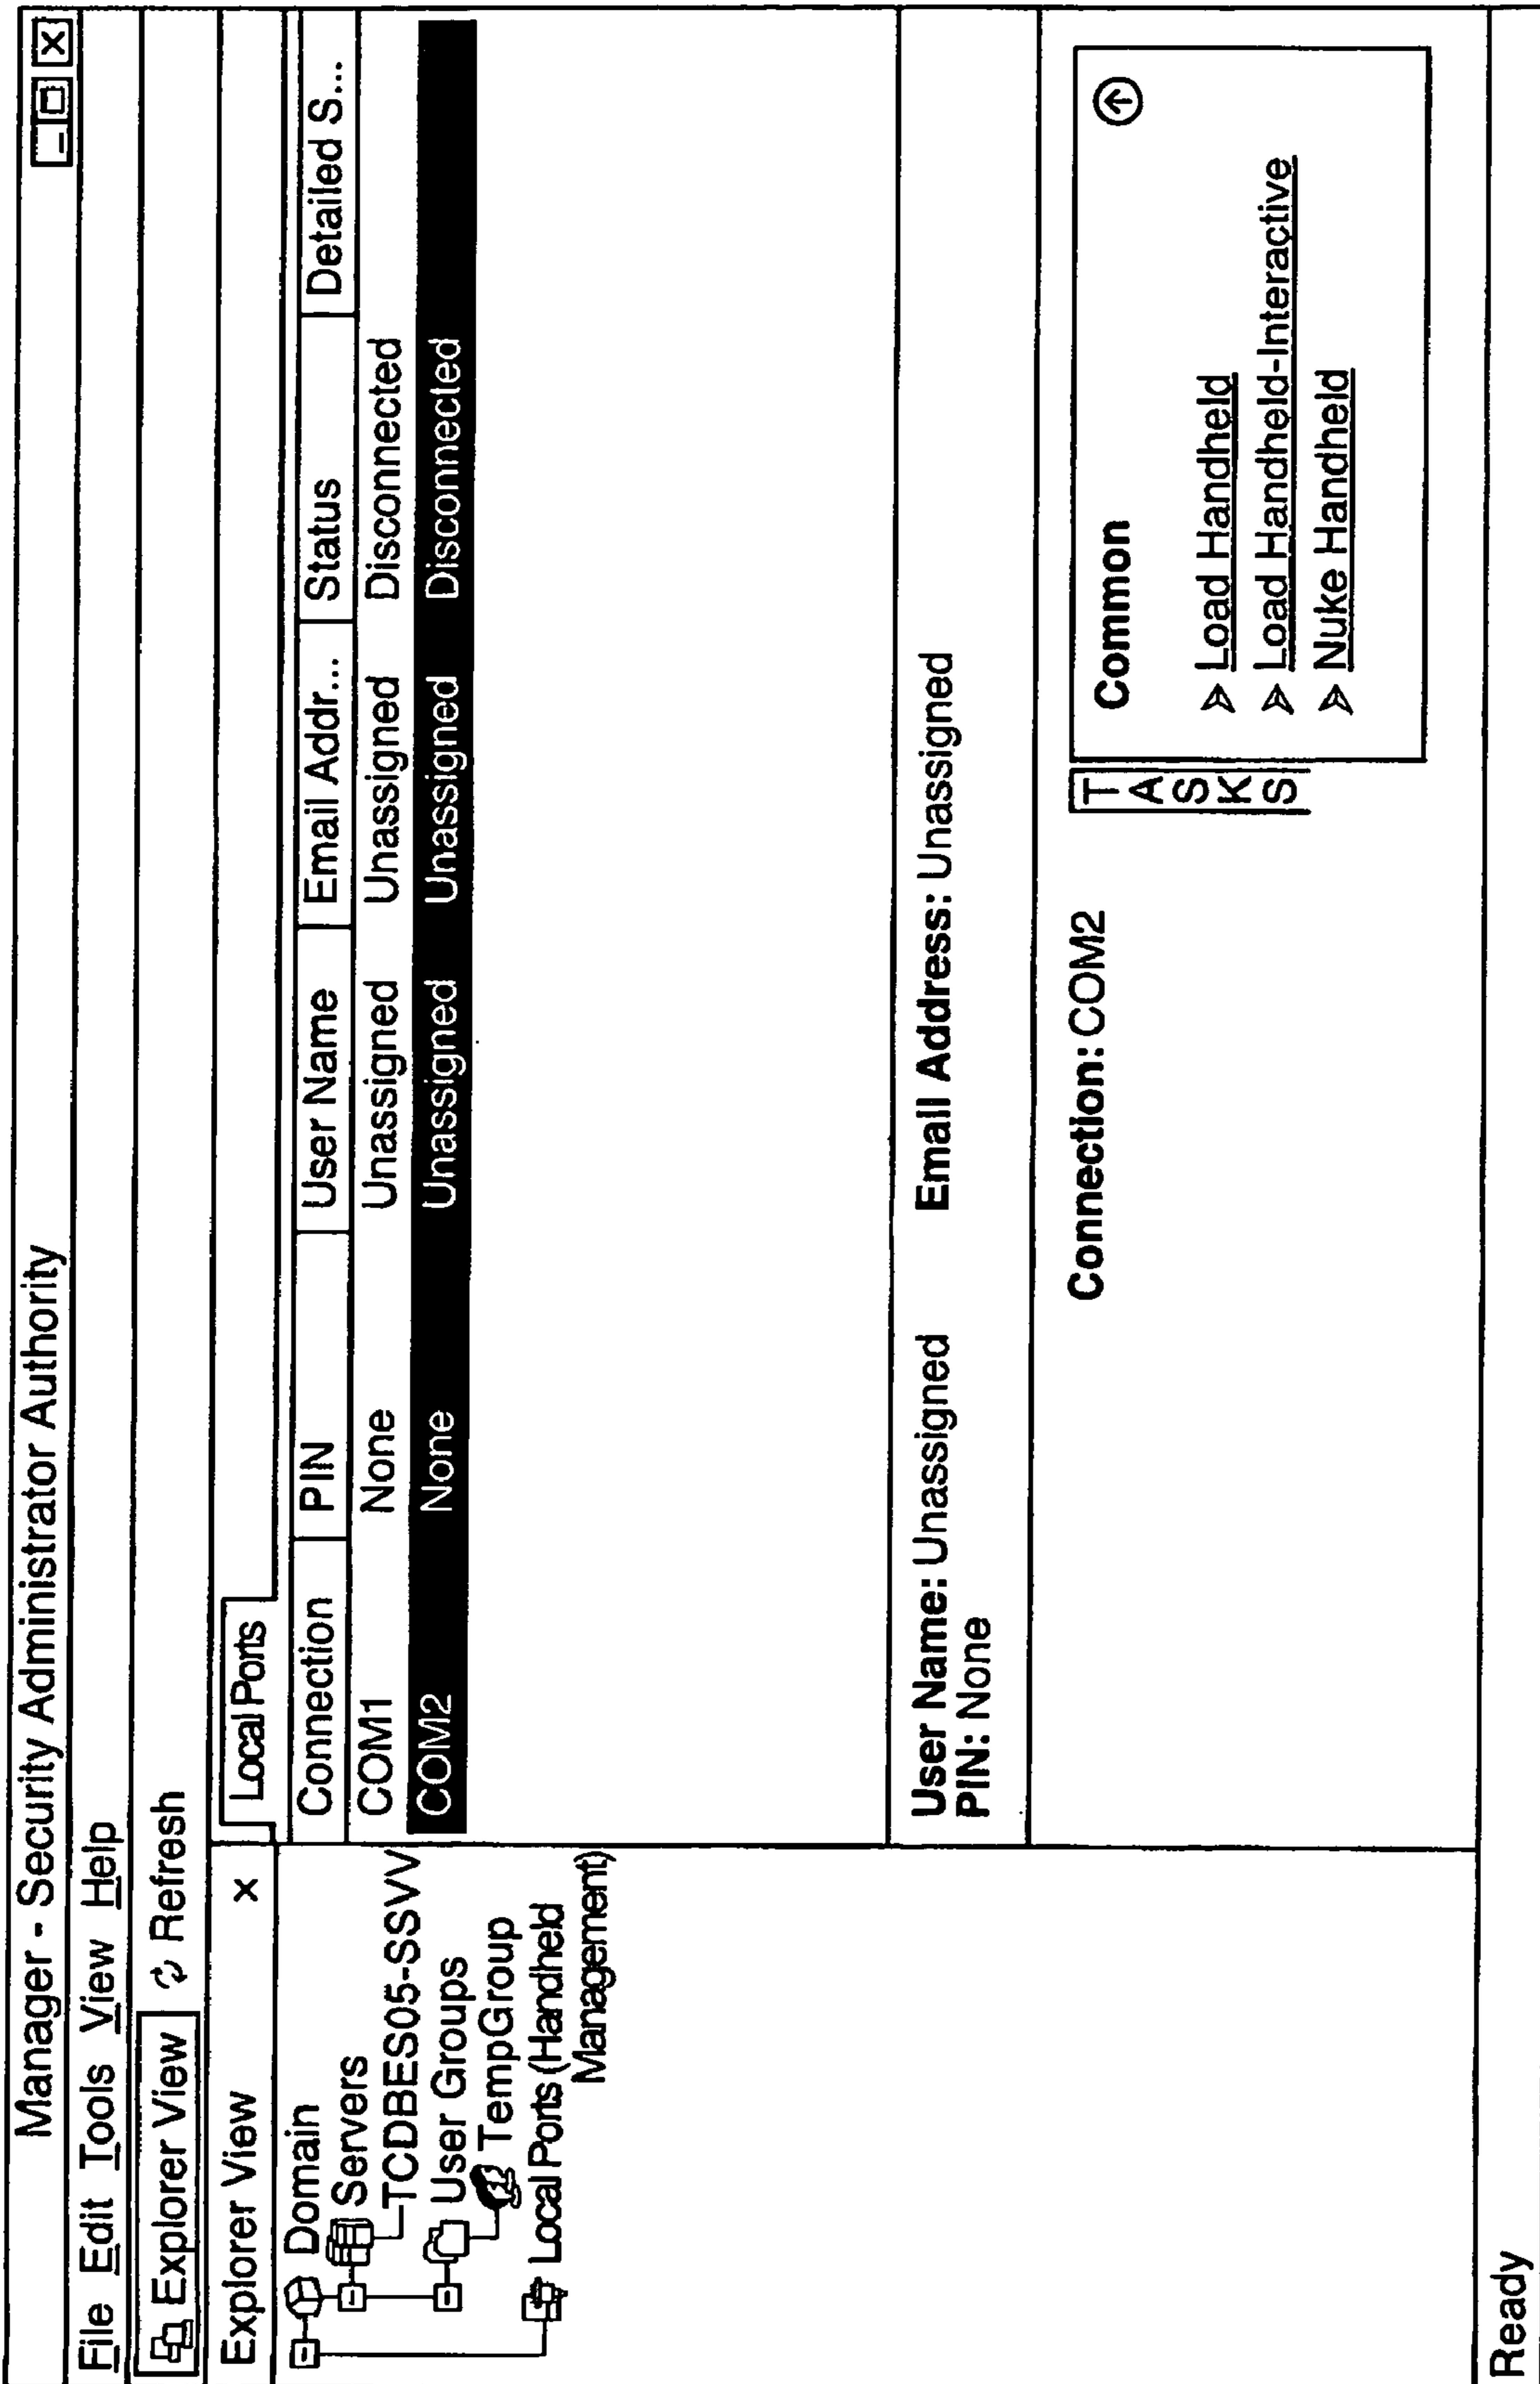 Manager - Security Administrator Authority
File Edit Tools View Help
Explorer View Refresh
Explorer View x
Domain
Servers
TCDBES05-SSVV
User Groups
TempGroup
Local Ports (Handheld
Management)
Local Ports
Connection PIN User Name Email Addr... Status Detailed S...
COM1 None Unassigned Unassigned Disconnected
COM2 None Unassigned Unassigned Disconnected
User Name: Unassigned Email Address: Unassigned
PIN: None
Connection: COM2
TASKS
Common
Load Handheld
Load Handheld-Interactive
Nuke Handheld
Ready